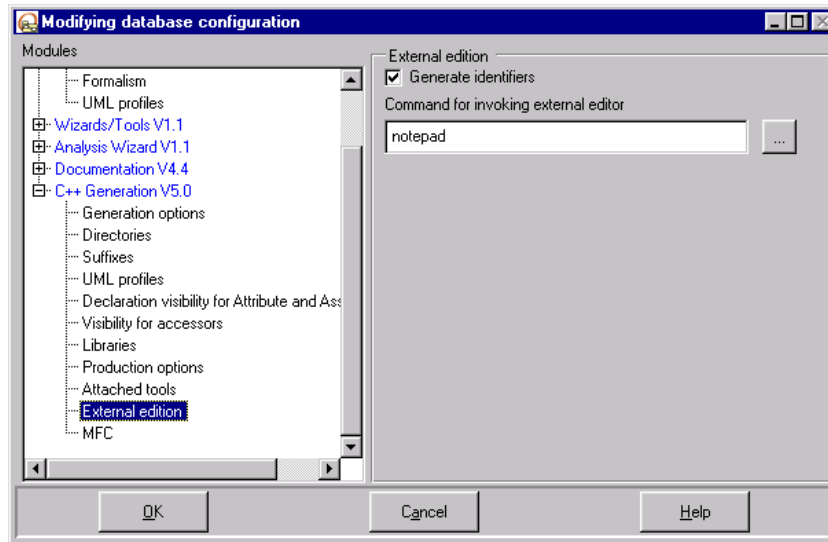 Modifying database configuration
Modules
Formalism
UML profiles
Wizards/Tools V1.1
Analysis Wizard V1.1
Documentation V4.4
C++ Generation V5.0
Generation options
Directories
Suffixes
UML profiles
Declaration visibility for Attribute and Ass
Visibility for accessors
Libraries
Production options
Attached tools
External edition
MFC
External edition
Generate identifiers
Command for invoking external editor
notepad
...
OK
Cancel
Help